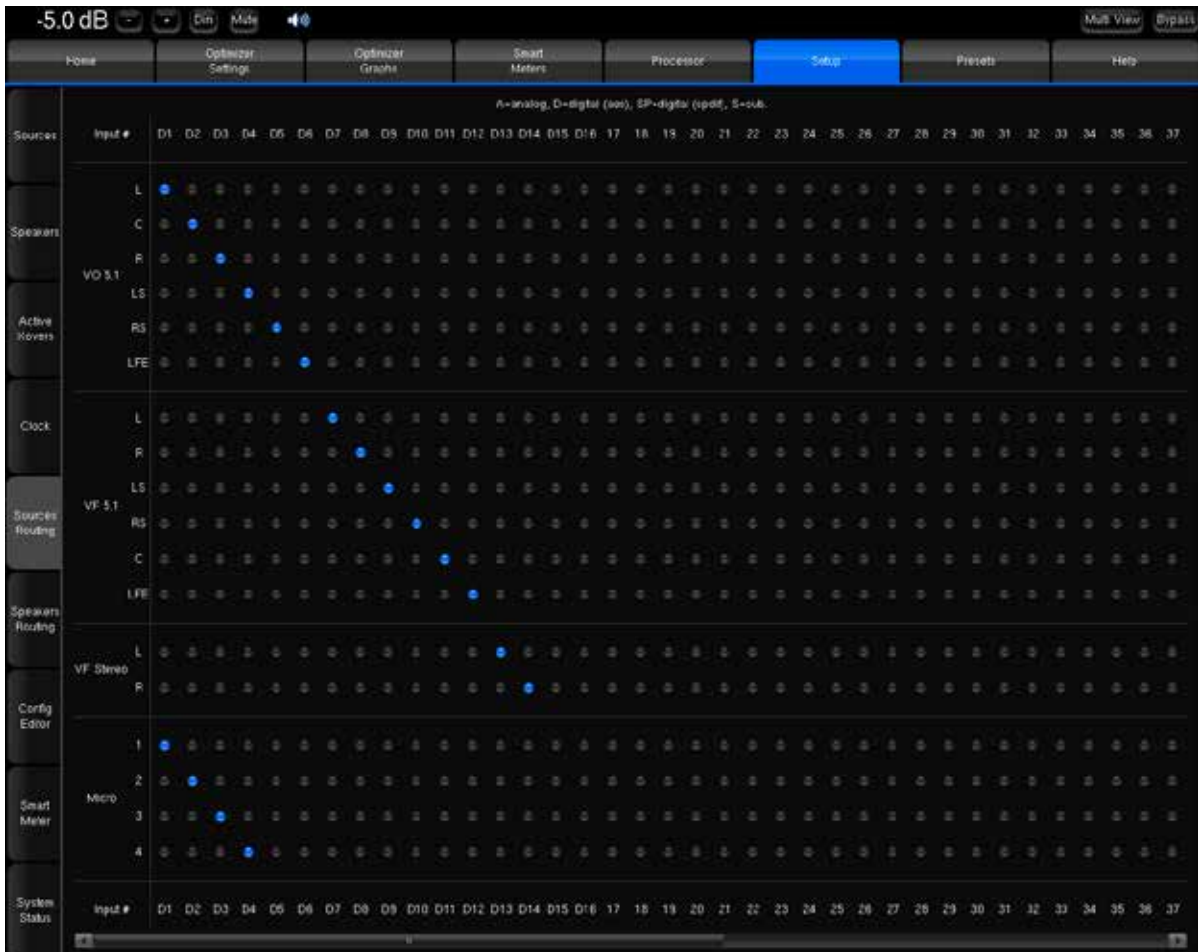 -5.0 dB - + Dim Mute Multi View Bypass
Home Optimizer Settings Optimizer Graphs Smart Meters Processor Setup Presets Help
A=analog, D=digital (aes), SP=digital (spdif), S=sub.
Sources Input # D1 D2 D3 D4 D5 D6 D7 D8 D9 D10 D11 D12 D13 D14 D15 D16 17 18 19 20 21 22 23 24 25 26 27 28 29 30 31 32 33 34 35 36 37
L
Speakers C
R
VO 5.1
LS
Active Xovers
RS
LFE
Clock L
R
LS
VF 5.1
Sources Routing RS
C
LFE
Speakers Routing
L
VF Stereo
R
Config Editor
1
2
Micro
Smart Meter 3
4
System Status Input # D1 D2 D3 D4 D5 D6 D7 D8 D9 D10 D11 D12 D13 D14 D15 D16 17 18 19 20 21 22 23 24 25 26 27 28 29 30 31 32 33 34 35 36 37